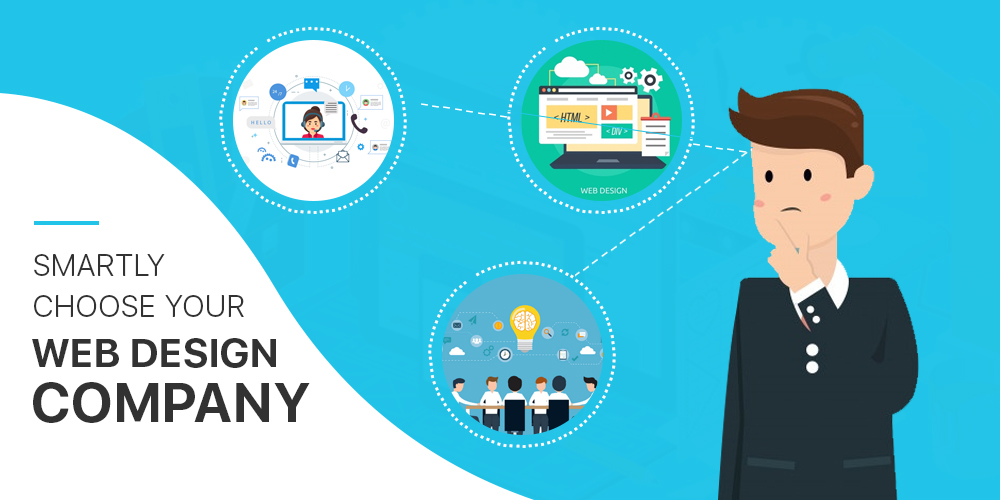 SMARTLY
CHOOSE YOUR
WEB DESIGN
COMPANY
HELLO
< HTML >
< DIV >
WEB DESIGN